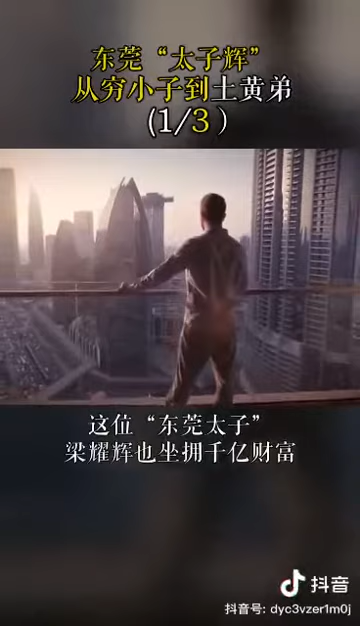 东莞“太子辉”
从穷小子到土黄弟
(1/3）
这位“东莞太子”
梁耀辉也坐拥千亿财富
抖音
抖音号: dyc3vzer1m0j